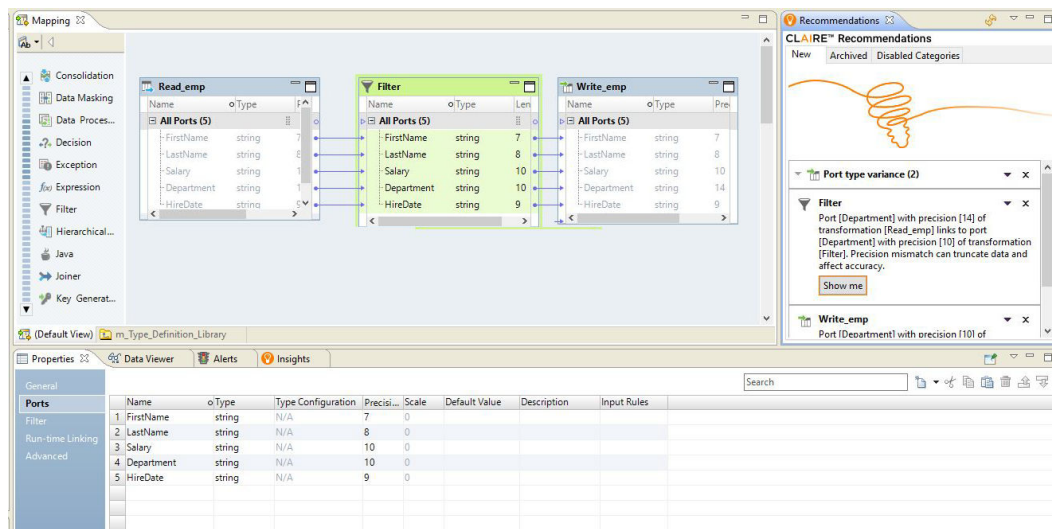 Mapping
Consolidation
Data Masking
Data Proces...
Decision
Exception
f(x) Expression
Filter
Hierarchical...
Java
Joiner
Key Generat...
Read_emp
Name Type
All Ports (5)
FirstName string 7
LastName string 8
Salary string 1
Department string 1
HireDate string 9
Filter
Name Type Len
All Ports (5)
FirstName string 7
LastName string 8
Salary string 10
Department string 10
HireDate string 9
Write_emp
Name Type Pre
All Ports (5)
FirstName string 7
LastName string 8
Salary string 10
Department string 14
HireDate string 9
(Default View) m_Type_Definition_Library
Recommendations
CLAIRE™ Recommendations
New Archived Disabled Categories
Port type variance (2)
Filter
Port [Department] with precision [14] of
transformation [Read_emp] links to port
[Department] with precision [10] of transformation
[Filter]. Precision mismatch can truncate data and
affect accuracy.
Show me
Write_emp
Port [Department] with precision [10] of
Properties Data Viewer Alerts Insights
Search
General
Ports
Filter
Run-time Linking
Advanced
Name Type Type Configuration Precisi... Scale Default Value Description Input Rules
1 FirstName string N/A 7 0
2 LastName string N/A 8 0
3 Salary string N/A 10 0
4 Department string N/A 10 0
5 HireDate string N/A 9 0